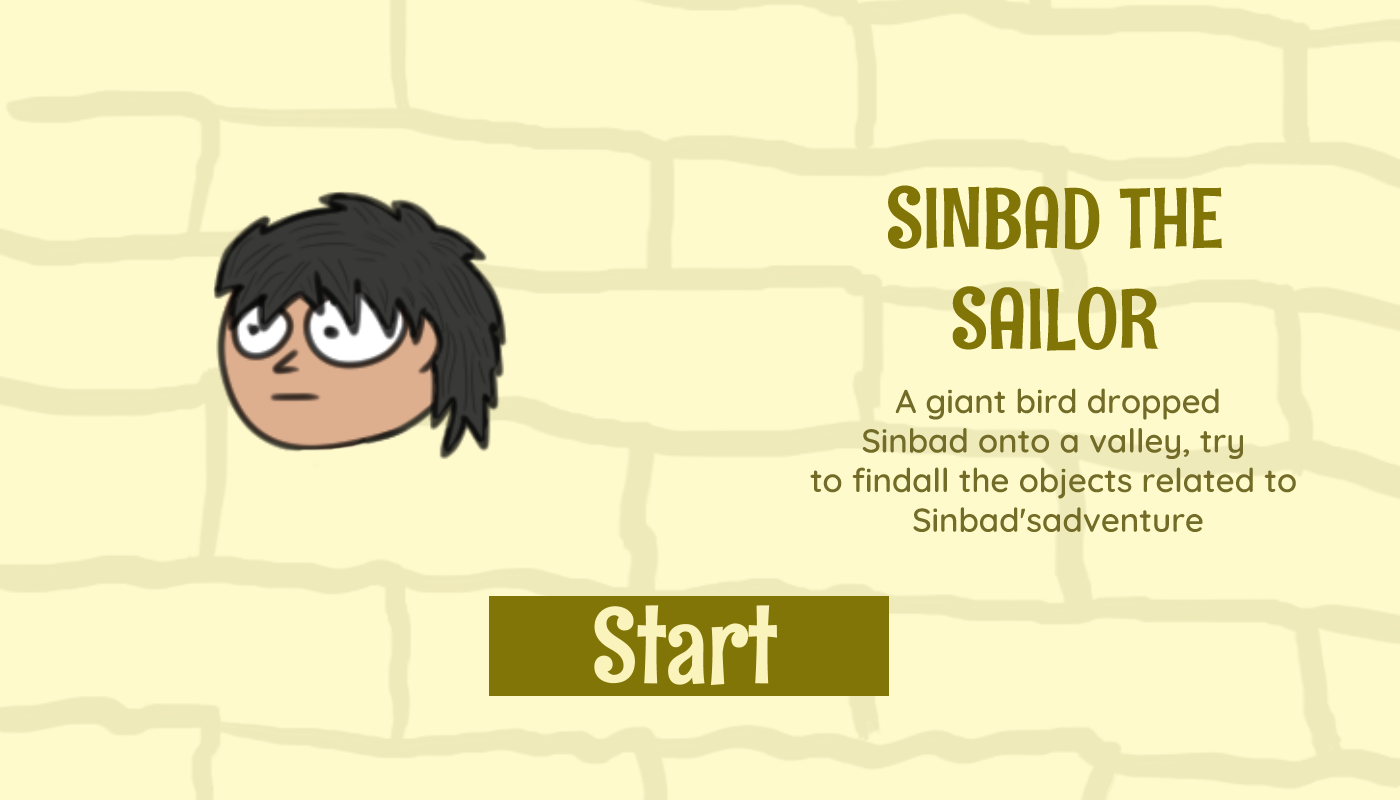 SINBAD THE
SAILOR
A giant bird dropped
Sinbad onto a valley, try
to findall the objects related to
Sinbad'sadventure
Start